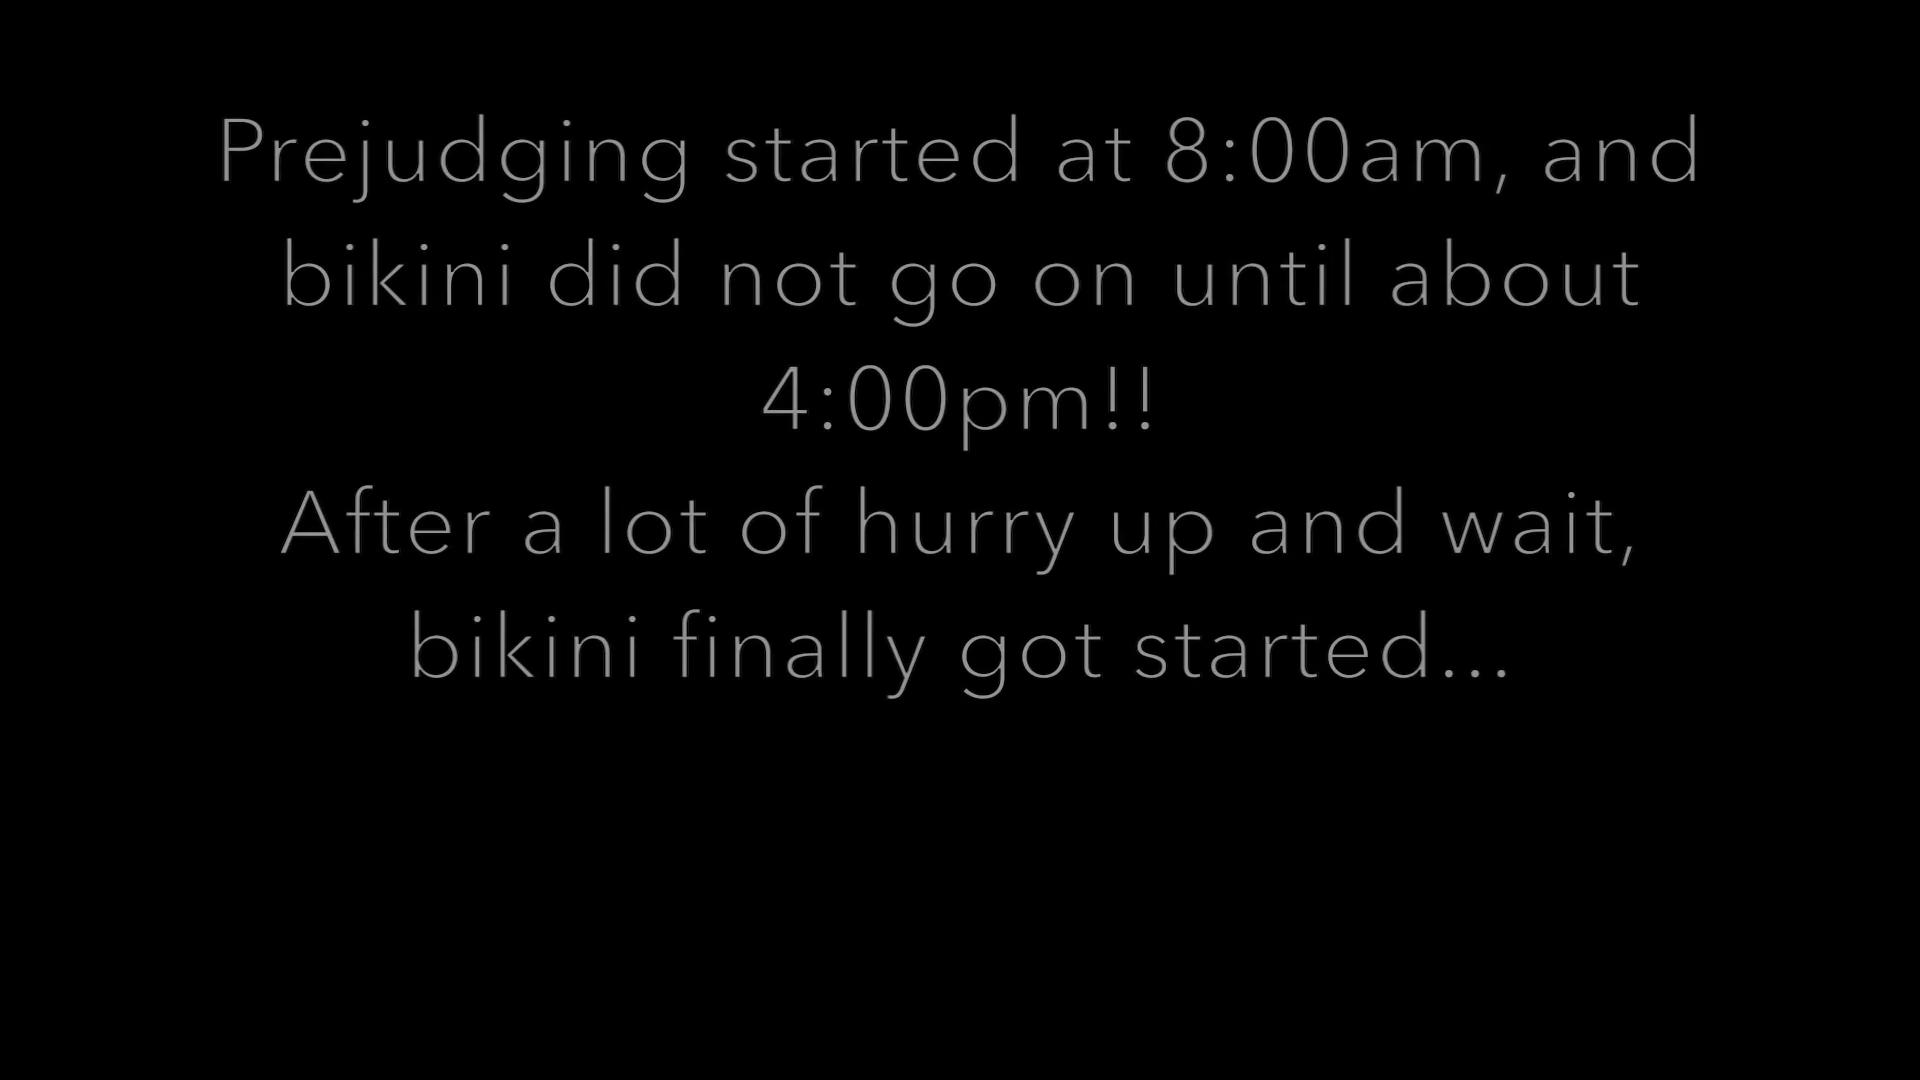 Prejudging started at 8:00am, and
bikini did not go on until about
4:00pm!!
After a lot of hurry up and wait,
bikini finally got started...